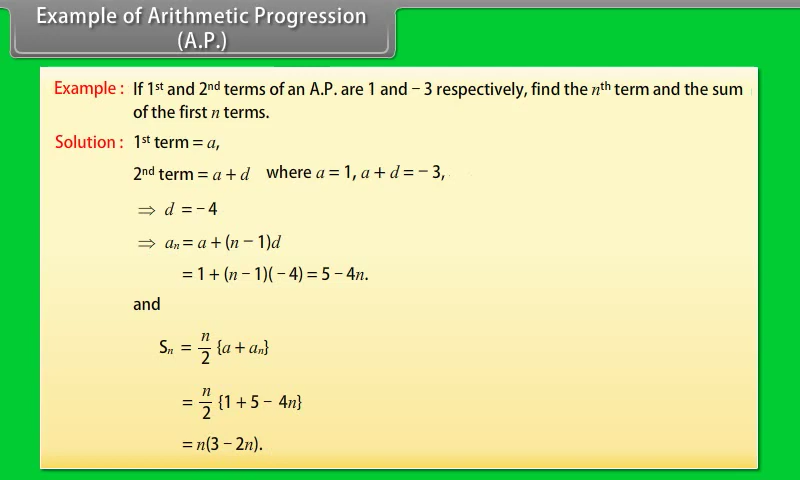 Example of Arithmetic Progression
(A.P.)
Example : If 1st and 2nd terms of an A.P. are 1 and − 3 respectively, find the nth term and the sum
of the first n terms.
Solution : 1st term = a,
2nd term = a + d where a = 1, a + d = − 3,
⇒ d = − 4
⇒ aₙ = a + (n − 1)d
= 1 + (n − 1)( − 4) = 5 − 4n.
and
Sₙ = n/2 {a + aₙ}
= n/2 {1 + 5 − 4n}
= n(3 − 2n).